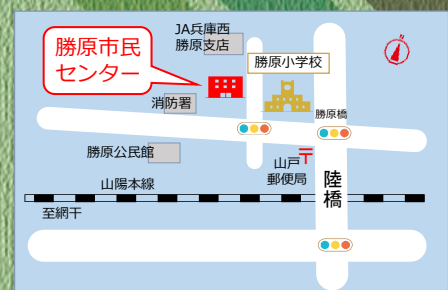 JA兵庫西
勝原支店
勝原市民
センター
勝原小学校
消防署
勝原橋
勝原公民館
山戸
郵便局
山陽本線
陸橋
至網干